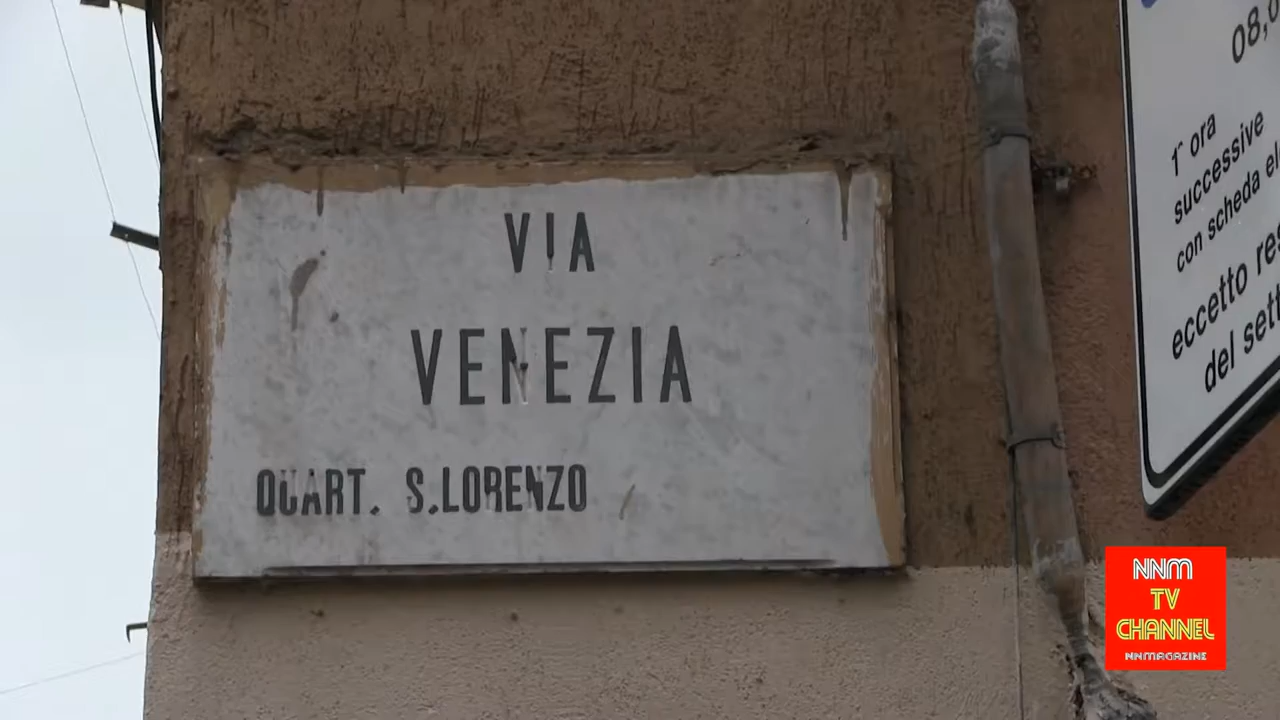 VIA
VENEZIA
QUART. S.LORENZO
08,0
1^ ora
successive
con scheda el
eccetto res
del sett
NNM
TV
CHANNEL
NNMAGAZINE